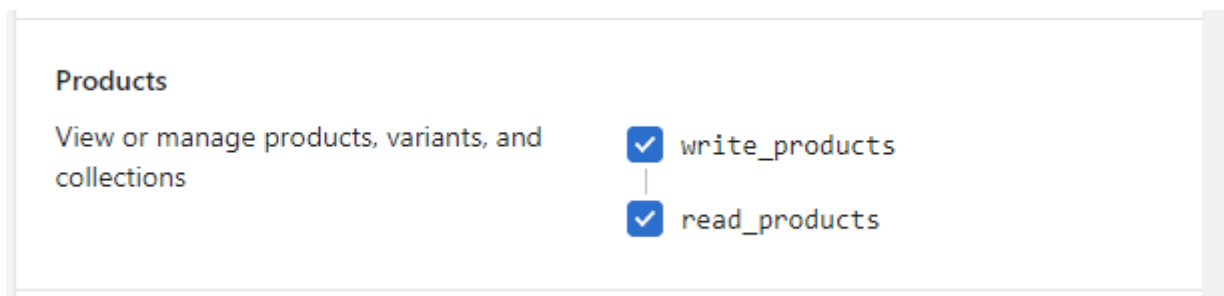 Products
View or manage products, variants, and
collections
write_products
read_products